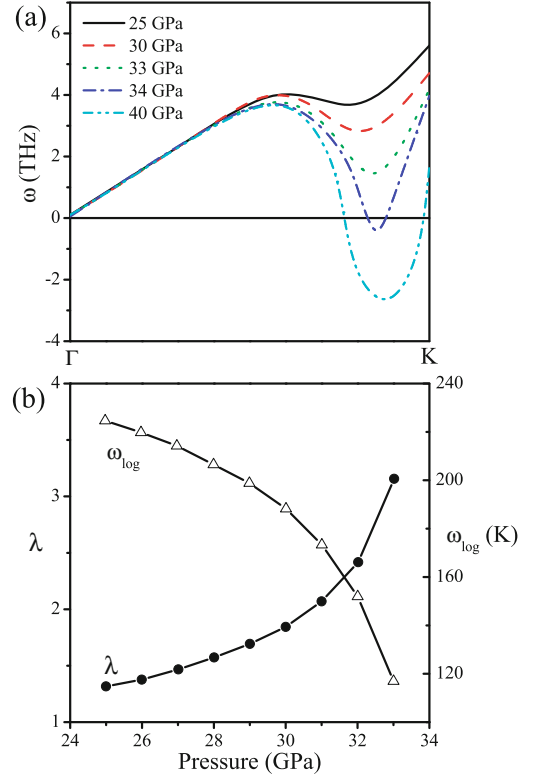 (a)
6
4
2
0
-2
-4
ω (THz)
25 GPa
30 GPa
33 GPa
34 GPa
40 GPa
Γ
K
(b)
4
3
2
1
λ
240
200
160
120
ω_log (K)
ω_log
λ
24
26
28
30
32
34
Pressure (GPa)